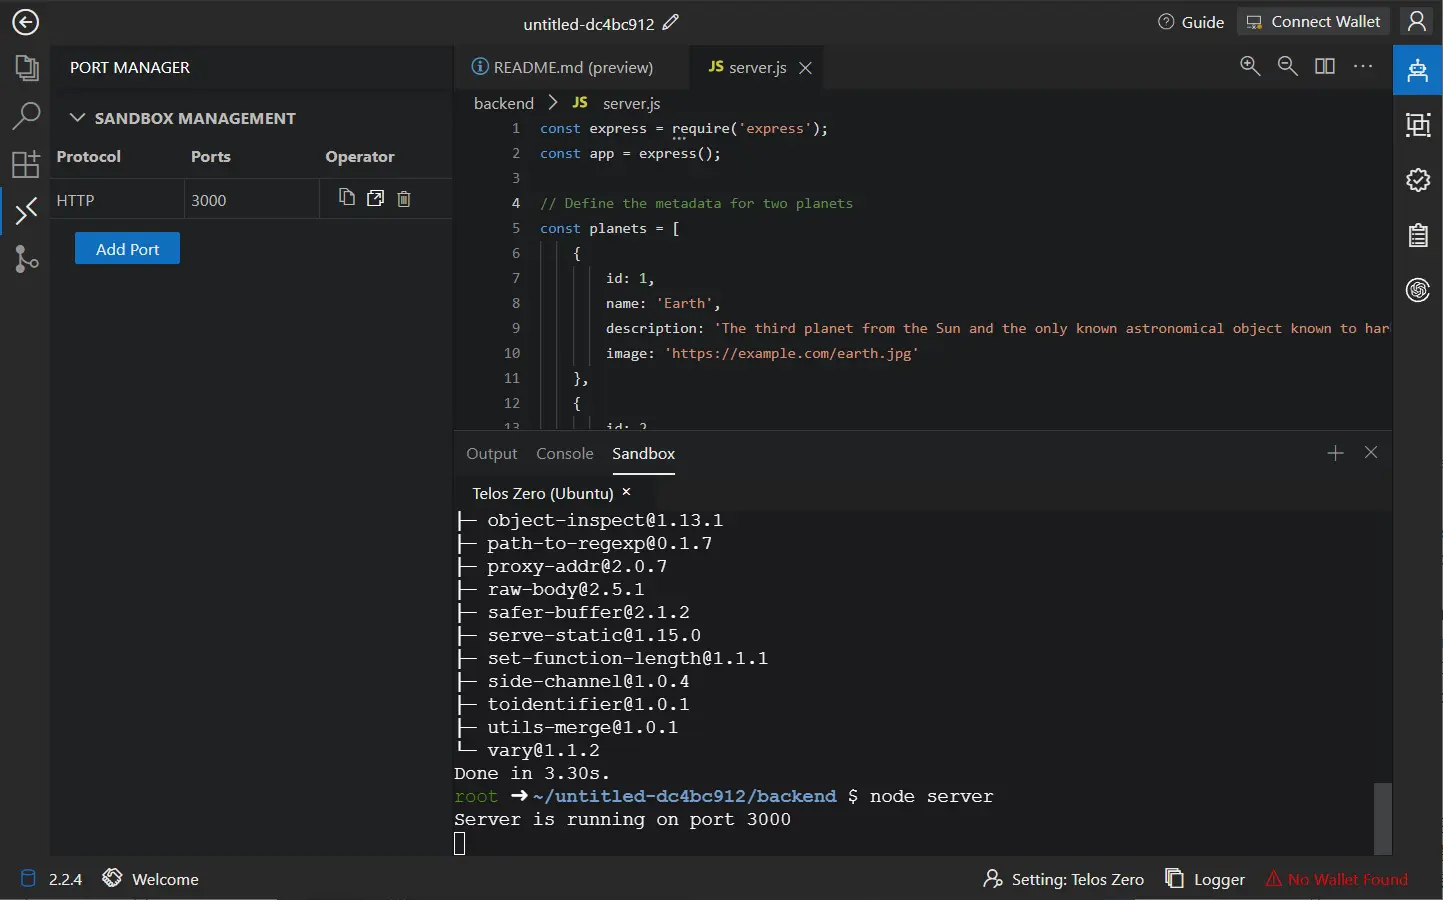 untitled-dc4bc912
Guide
Connect Wallet
PORT MANAGER
SANDBOX MANAGEMENT
Protocol Ports Operator
HTTP 3000
Add Port
README.md (preview)
JS server.js
backend > JS server.js
1 const express = require('express');
2 const app = express();
3
4 // Define the metadata for two planets
5 const planets = [
6 {
7 id: 1,
8 name: 'Earth',
9 description: 'The third planet from the Sun and the only known astronomical object known to har
10 image: 'https://example.com/earth.jpg'
11 },
12 {
13 id: 2
Output Console Sandbox
Telos Zero (Ubuntu) ×
├─ object-inspect@1.13.1
├─ path-to-regexp@0.1.7
├─ proxy-addr@2.0.7
├─ raw-body@2.5.1
├─ safer-buffer@2.1.2
├─ serve-static@1.15.0
├─ set-function-length@1.1.1
├─ side-channel@1.0.4
├─ toidentifier@1.0.1
├─ utils-merge@1.0.1
└─ vary@1.1.2
Done in 3.30s.
root ➜ ~/untitled-dc4bc912/backend $ node server
Server is running on port 3000
2.2.4 Welcome
Setting: Telos Zero Logger No Wallet Found